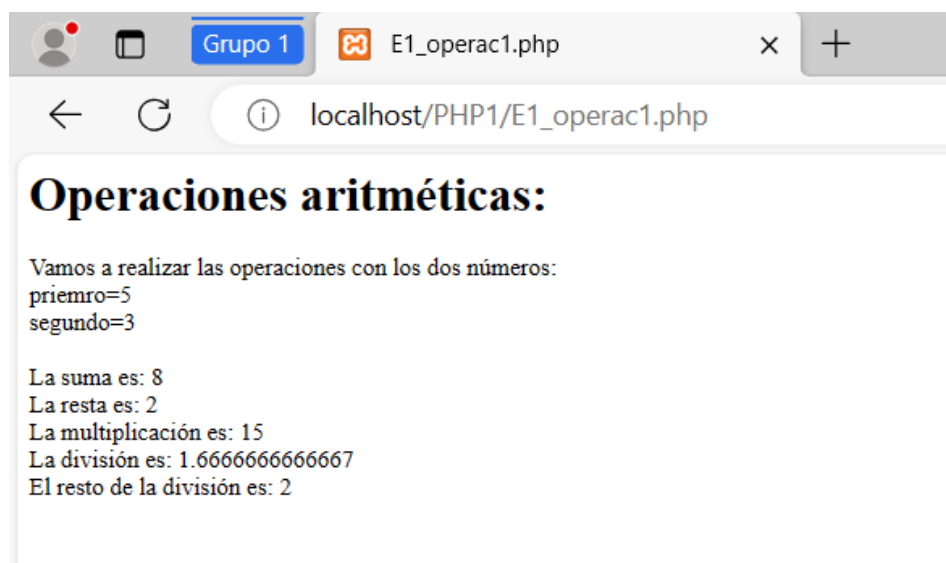 Grupo 1
E1_operac1.php
localhost/PHP1/E1_operac1.php
Operaciones aritméticas:
Vamos a realizar las operaciones con los dos números:
priemro=5
segundo=3
La suma es: 8
La resta es: 2
La multiplicación es: 15
La división es: 1.6666666666667
El resto de la división es: 2